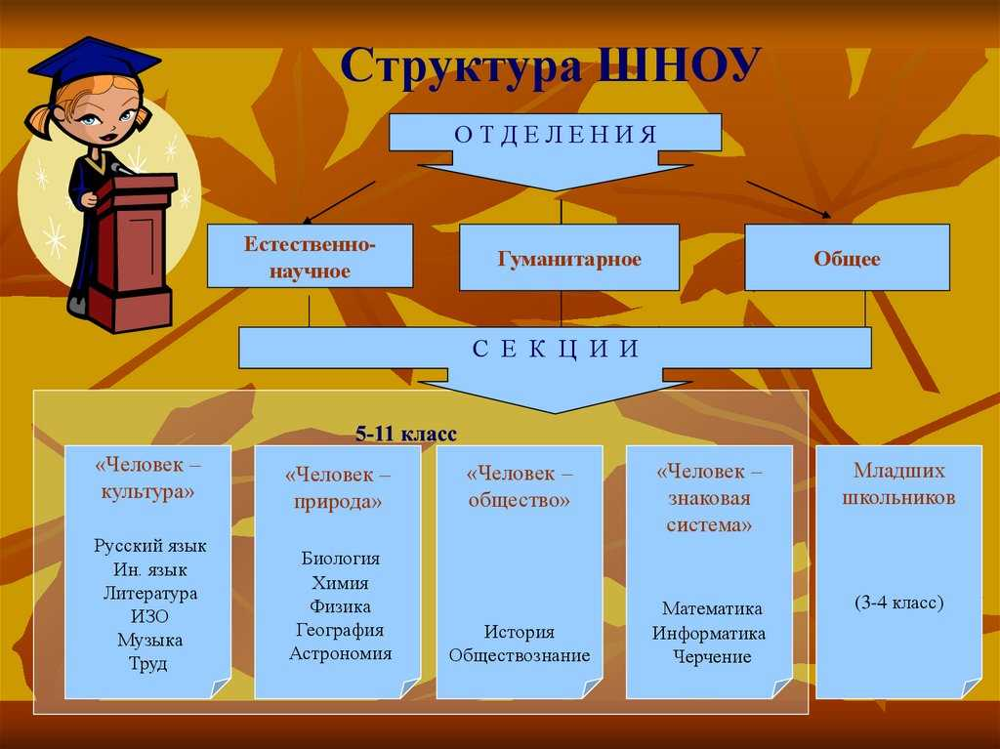 Структура ШНОУ
О Т Д Е Л Е Н И Я
Естественно-
научное
Гуманитарное
Общее
С Е К Ц И И
5-11 класс
«Человек –
культура»
Русский язык
Ин. язык
Литература
ИЗО
Музыка
Труд
«Человек –
природа»
Биология
Химия
Физика
География
Астрономия
«Человек –
общество»
История
Обществознание
«Человек –
знаковая
система»
Математика
Информатика
Черчение
Младших
школьников
(3-4 класс)